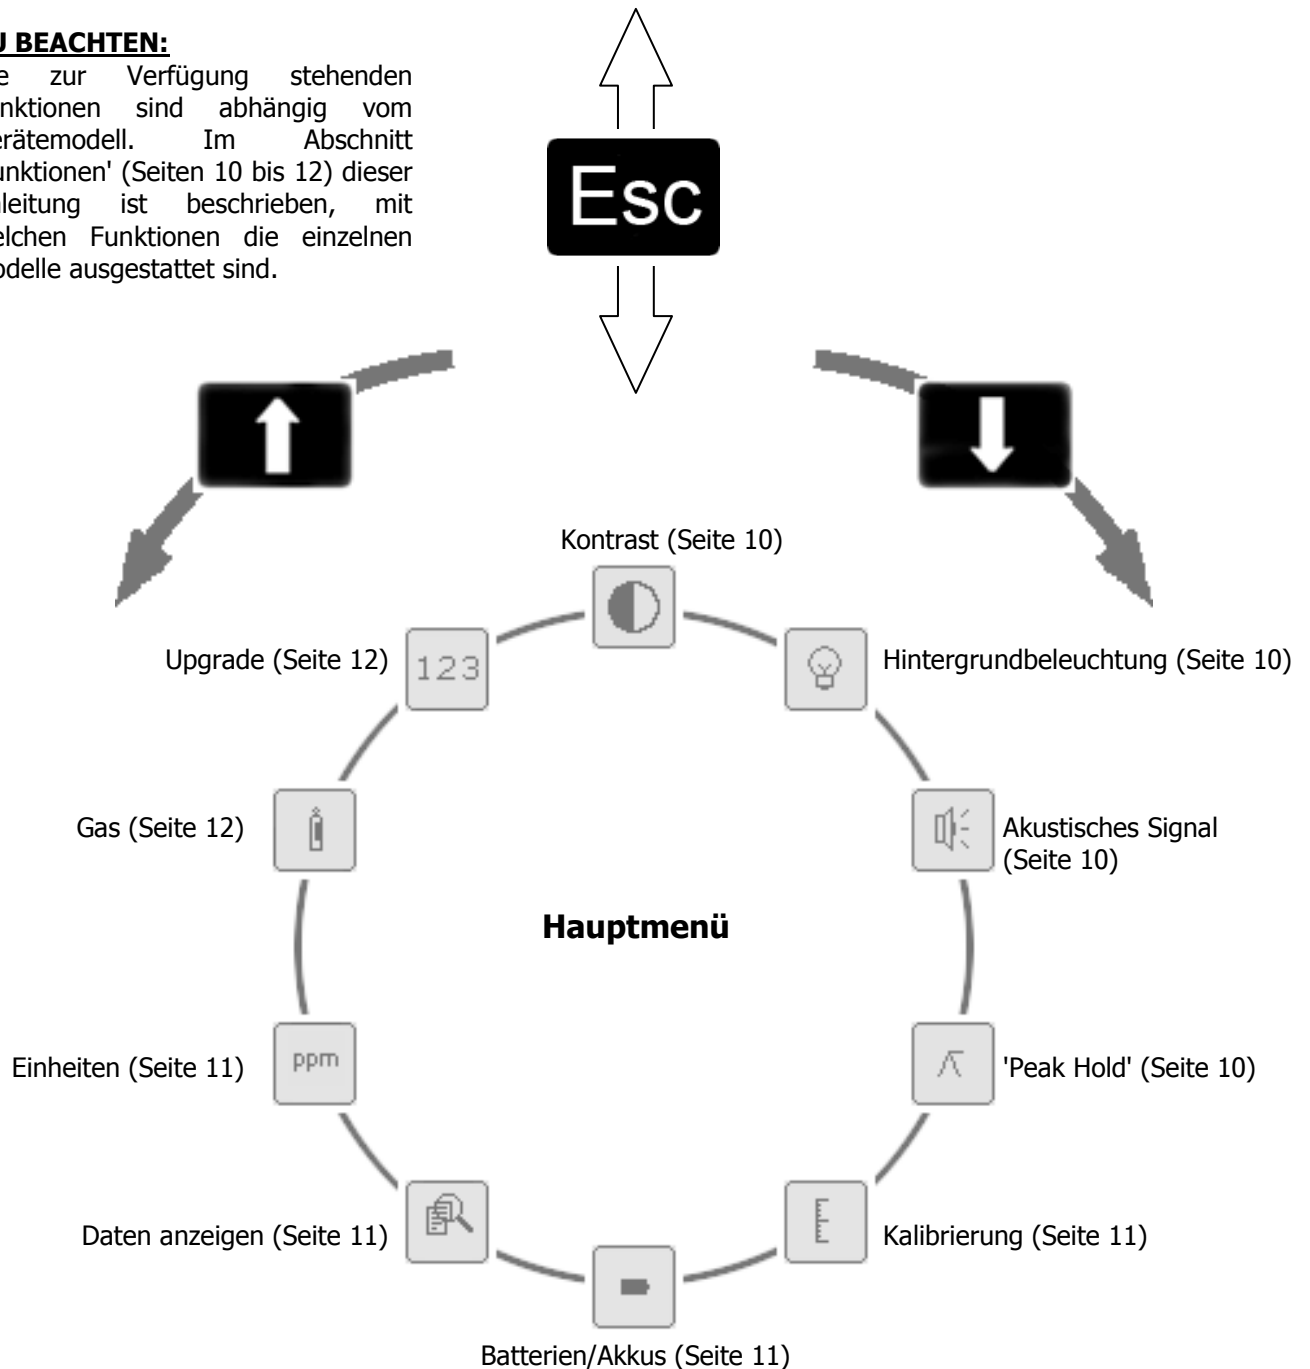 U BEACHTEN:
e zur Verfügung stehenden
nktionen sind abhängig vom
rätemodell. Im Abschnitt
unktionen' (Seiten 10 bis 12) dieser
leitung ist beschrieben, mit
elchen Funktionen die einzelnen
odelle ausgestattet sind.
Esc
Kontrast (Seite 10)
Upgrade (Seite 12)
123
Hintergrundbeleuchtung (Seite 10)
Gas (Seite 12)
Akustisches Signal
(Seite 10)
Hauptmenü
Einheiten (Seite 11)
ppm
'Peak Hold' (Seite 10)
Daten anzeigen (Seite 11)
Kalibrierung (Seite 11)
Batterien/Akkus (Seite 11)